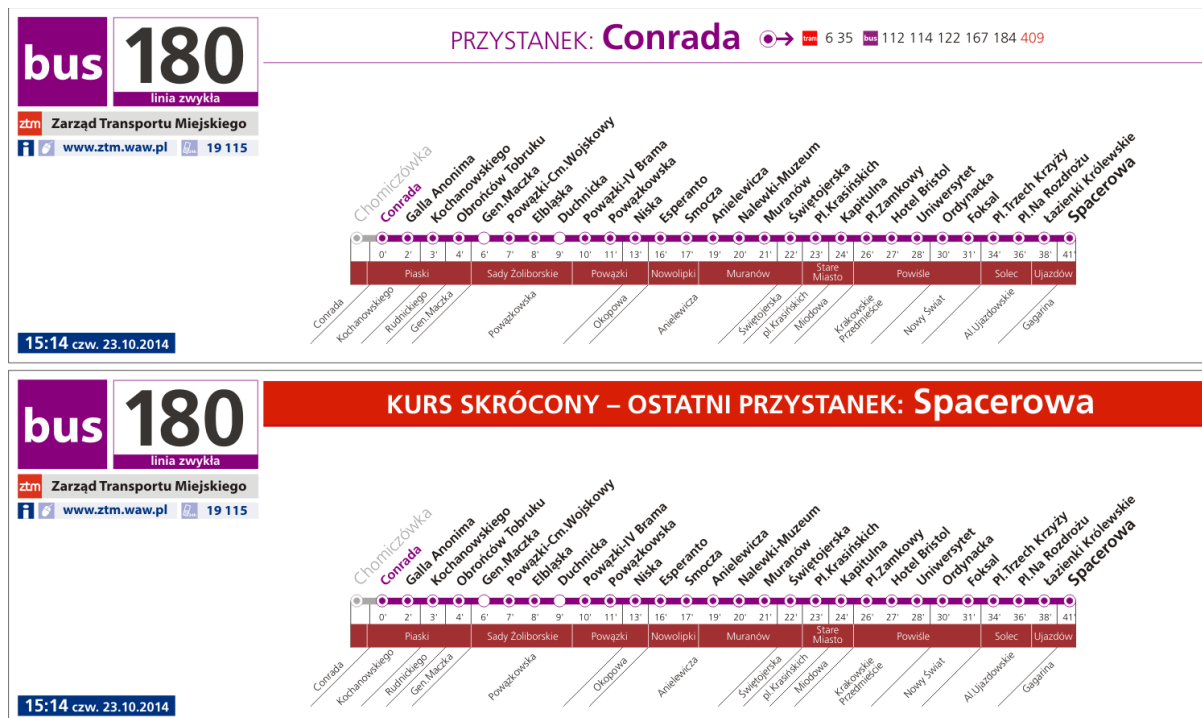 bus 180
linia zwykła
ztm Zarząd Transportu Miejskiego
i www.ztm.waw.pl 19 115
PRZYSTANEK: Conrada tram 6 35 bus 112 114 122 167 184 409
Chomiczówka
Conrada
Galla Anonima
Kochanowskiego
Obrońców Tobruku
Gen.Maczka
Powązki-Cm.Wojskowy
Elbląska
Duchnicka
Powązki-IV Brama
Powązkowska
Niska
Esperanto
Smocza
Anielewicza
Nalewki-Muzeum
Muranów
Świętojerska
Pl.Krasińskich
Kapitulna
Pl.Zamkowy
Hotel Bristol
Uniwersytet
Ordynacka
Foksal
Pl.Trzech Krzyży
Pl.Na Rozdrożu
Łazienki Królewskie
Spacerowa
0' 2' 3' 4' 6' 7' 8' 9' 10' 11' 13' 16' 17' 19' 20' 21' 22' 23' 24' 26' 27' 28' 30' 31' 34' 36' 38' 41'
Piaski Sady Żoliborskie Powązki Nowolipki Muranów Stare Miasto Powiśle Solec Ujazdów
Conrada
Kochanowskiego
Rudnickiego
Gen.Maczka
Powązkowska
Okopowa
Anielewicza
Świętojerska
pl.Krasińskich
Miodowa
Krakowskie
Przedmieście
Nowy Świat
Al.Ujazdowskie
Gagarina
15:14 czw. 23.10.2014
bus 180
linia zwykła
ztm Zarząd Transportu Miejskiego
i www.ztm.waw.pl 19 115
KURS SKRÓCONY – OSTATNI PRZYSTANEK: Spacerowa
Chomiczówka
Conrada
Galla Anonima
Kochanowskiego
Obrońców Tobruku
Gen.Maczka
Powązki-Cm.Wojskowy
Elbląska
Duchnicka
Powązki-IV Brama
Powązkowska
Niska
Esperanto
Smocza
Anielewicza
Nalewki-Muzeum
Muranów
Świętojerska
Pl.Krasińskich
Kapitulna
Pl.Zamkowy
Hotel Bristol
Uniwersytet
Ordynacka
Foksal
Pl.Trzech Krzyży
Pl.Na Rozdrożu
Łazienki Królewskie
Spacerowa
0' 2' 3' 4' 6' 7' 8' 9' 10' 11' 13' 16' 17' 19' 20' 21' 22' 23' 24' 26' 27' 28' 30' 31' 34' 36' 38' 41'
Piaski Sady Żoliborskie Powązki Nowolipki Muranów Stare Miasto Powiśle Solec Ujazdów
Conrada
Kochanowskiego
Rudnickiego
Gen.Maczka
Powązkowska
Okopowa
Anielewicza
Świętojerska
pl.Krasińskich
Miodowa
Krakowskie
Przedmieście
Nowy Świat
Al.Ujazdowskie
Gagarina
15:14 czw. 23.10.2014